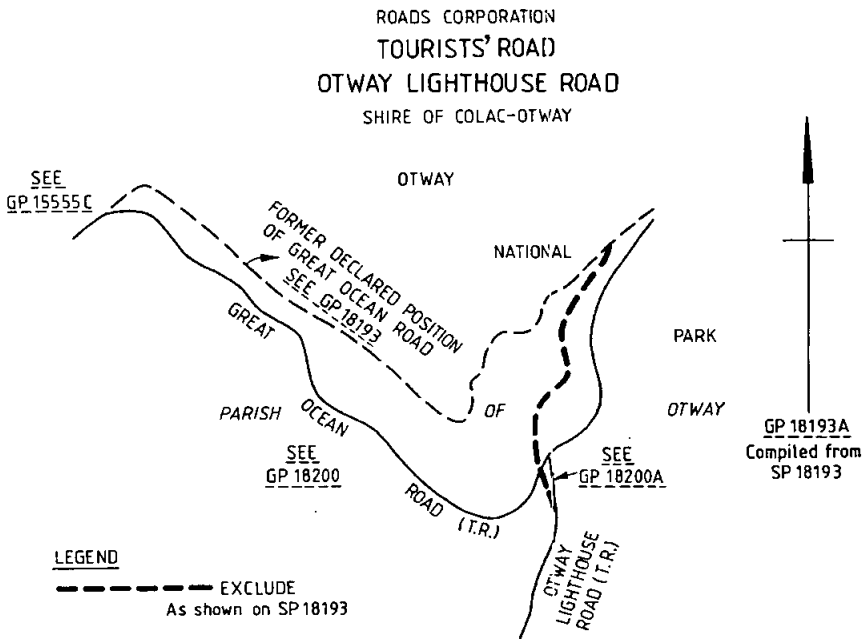 ROADS CORPORATION
TOURISTS' ROAD
OTWAY LIGHTHOUSE ROAD
SHIRE OF COLAC-OTWAY
SEE
GP 15555C
OTWAY
FORMER DECLARED POSITION
OF GREAT OCEAN ROAD
SEE GP 18193
NATIONAL
GREAT
PARK
PARISH
OCEAN
OF
OTWAY
SEE
GP 18200
ROAD (T.R.)
SEE
GP 18200A
GP 18193A
Compiled from
SP 18193
OTWAY
LIGHTHOUSE
ROAD (T.R.)
LEGEND
EXCLUDE
As shown on SP 18193